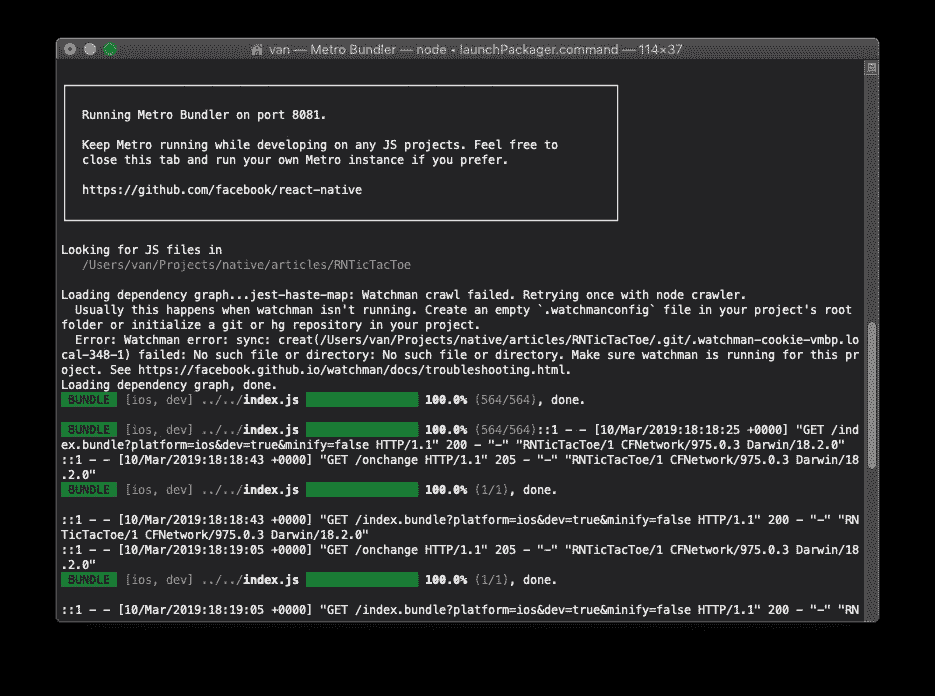 van — Metro Bundler — node • launchPackager.command — 114×37
Running Metro Bundler on port 8081.
Keep Metro running while developing on any JS projects. Feel free to
close this tab and run your own Metro instance if you prefer.
https://github.com/facebook/react-native
Looking for JS files in
/Users/van/Projects/native/articles/RNTicTacToe
Loading dependency graph...jest-haste-map: Watchman crawl failed. Retrying once with node crawler.
Usually this happens when watchman isn't running. Create an empty `.watchmanconfig` file in your project's root
folder or initialize a git or hg repository in your project.
Error: Watchman error: sync: creat(/Users/van/Projects/native/articles/RNTicTacToe/.git/.watchman-cookie-vmbp.lo
cal-348-1) failed: No such file or directory: No such file or directory. Make sure watchman is running for this pr
oject. See https://facebook.github.io/watchman/docs/troubleshooting.html.
Loading dependency graph, done.
BUNDLE [ios, dev] ../../index.js 100.0% (564/564), done.
BUNDLE [ios, dev] ../../index.js 100.0% (564/564)::1 - - [10/Mar/2019:18:18:25 +0000] "GET /ind
ex.bundle?platform=ios&dev=true&minify=false HTTP/1.1" 200 - "-" "RNTicTacToe/1 CFNetwork/975.0.3 Darwin/18.2.0"
::1 - - [10/Mar/2019:18:18:43 +0000] "GET /onchange HTTP/1.1" 205 - "-" "RNTicTacToe/1 CFNetwork/975.0.3 Darwin/18
.2.0"
BUNDLE [ios, dev] ../../index.js 100.0% (1/1), done.
::1 - - [10/Mar/2019:18:18:43 +0000] "GET /index.bundle?platform=ios&dev=true&minify=false HTTP/1.1" 200 - "-" "RN
TicTacToe/1 CFNetwork/975.0.3 Darwin/18.2.0"
::1 - - [10/Mar/2019:18:19:05 +0000] "GET /onchange HTTP/1.1" 205 - "-" "RNTicTacToe/1 CFNetwork/975.0.3 Darwin/18
.2.0"
BUNDLE [ios, dev] ../../index.js 100.0% (1/1), done.
::1 - - [10/Mar/2019:18:19:05 +0000] "GET /index.bundle?platform=ios&dev=true&minify=false HTTP/1.1" 200 - "-" "RN